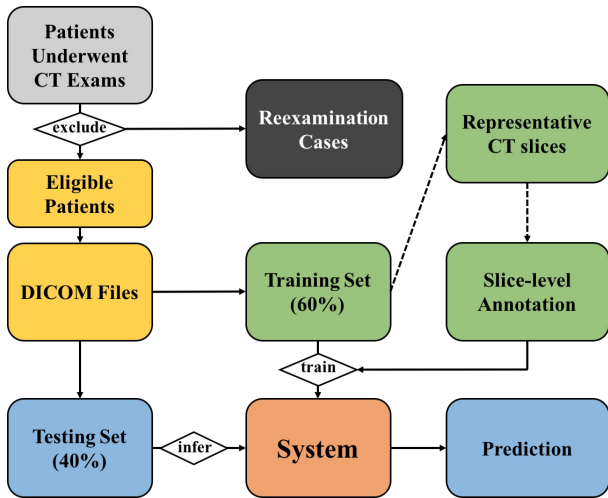 Patients
Underwent
CT Exams
exclude
Reexamination
Cases
Representative
CT slices
Eligible
Patients
DICOM Files
Training Set
(60%)
Slice-level
Annotation
train
Testing Set
(40%)
infer
System
Prediction